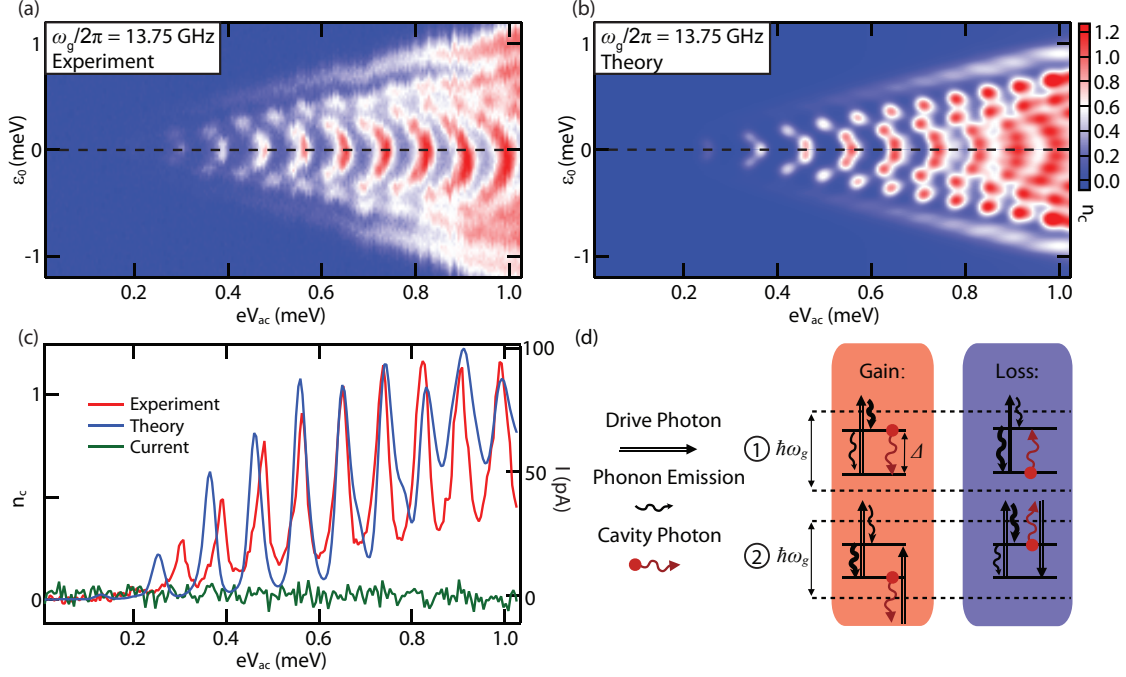 (a)
ω_g/2π = 13.75 GHz
Experiment
1
0
-1
ε₀ (meV)
0.2 0.4 0.6 0.8 1.0
eV_ac (meV)
(b)
ω_g/2π = 13.75 GHz
Theory
1
0
-1
ε₀ (meV)
0.2 0.4 0.6 0.8 1.0
eV_ac (meV)
1.2
1.0
0.8
0.6
0.4
0.2
0.0
n_c
(c)
1
0
n_c
Experiment
Theory
Current
100
50
0
I (pA)
0.2 0.4 0.6 0.8 1.0
eV_ac (meV)
(d)
Gain: Loss:
Drive Photon
Phonon Emission
Cavity Photon
① ħω_g
Δ
② ħω_g